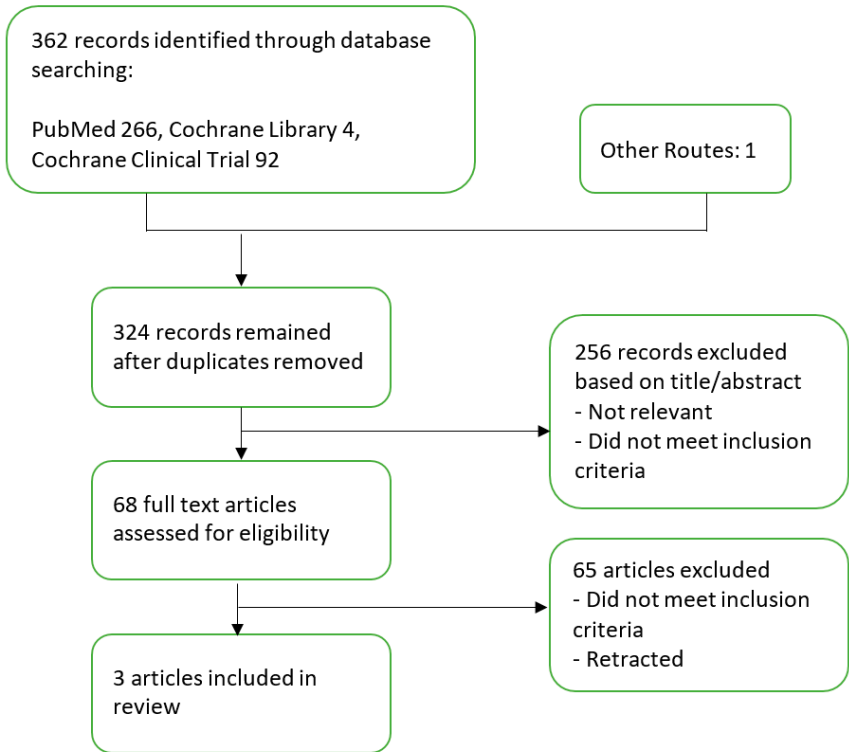 362 records identified through database
searching:
PubMed 266, Cochrane Library 4,
Cochrane Clinical Trial 92
Other Routes: 1
324 records remained
after duplicates removed
256 records excluded
based on title/abstract
- Not relevant
- Did not meet inclusion
criteria
68 full text articles
assessed for eligibility
65 articles excluded
- Did not meet inclusion
criteria
- Retracted
3 articles included in
review